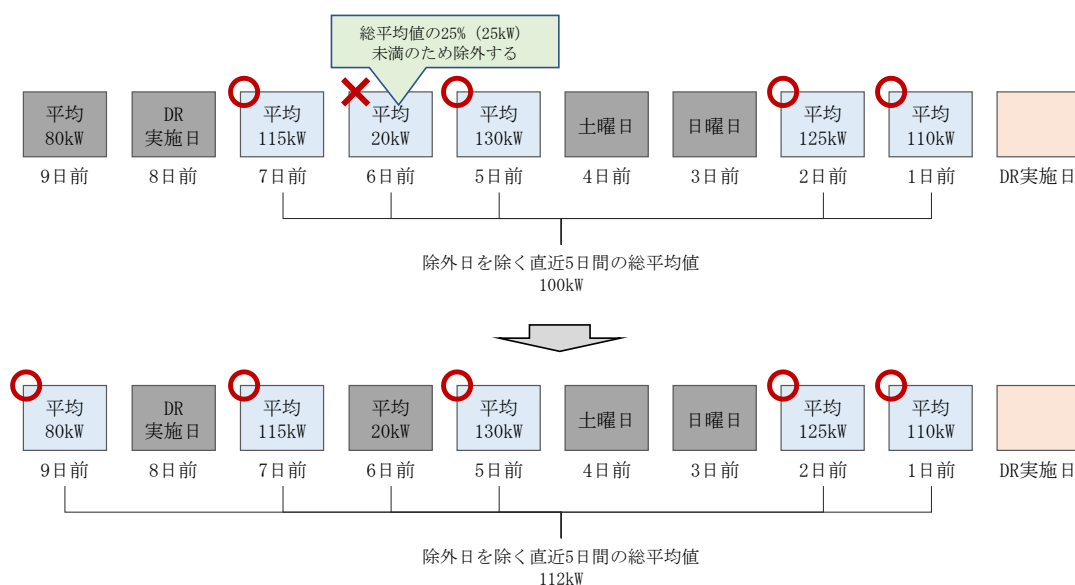 総平均値の25% (25kW)
未満のため除外する
平均
80kW
DR
実施日
平均
115kW
平均
20kW
平均
130kW
土曜日
日曜日
平均
125kW
平均
110kW
9日前
8日前
7日前
6日前
5日前
4日前
3日前
2日前
1日前
DR実施日
除外日を除く直近5日間の総平均値
100kW
平均
80kW
DR
実施日
平均
115kW
平均
20kW
平均
130kW
土曜日
日曜日
平均
125kW
平均
110kW
9日前
8日前
7日前
6日前
5日前
4日前
3日前
2日前
1日前
DR実施日
除外日を除く直近5日間の総平均値
112kW